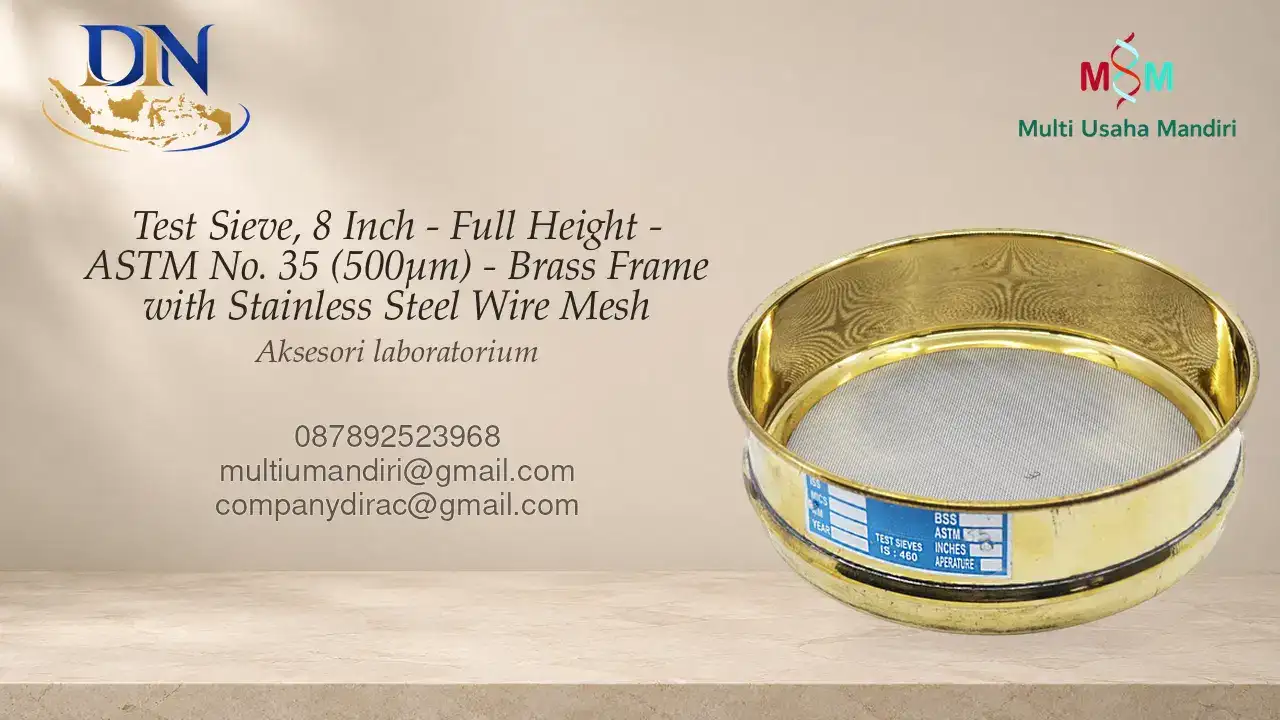 DIN
MSM
Multi Usaha Mandiri
Test Sieve, 8 Inch - Full Height -
ASTM No. 35 (500µm) - Brass Frame
with Stainless Steel Wire Mesh
Aksesori laboratorium
087892523968
multiumandiri@gmail.com
companydirac@gmail.com
ISS
MICS
YEAR
TEST SIEVES
IS : 460
BSS
ASTM
INCHES 8
APERATURE